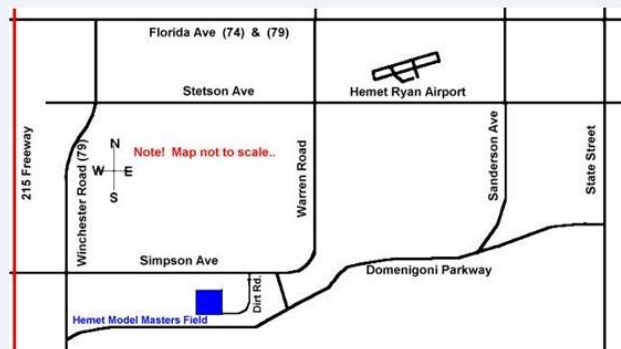 Florida Ave (74) & (79)
Stetson Ave
Hemet Ryan Airport
215 Freeway
Winchester Road (79)
N
W E
S
Note! Map not to scale..
Warren Road
Sanderson Ave
State Street
Simpson Ave
Domenigoni Parkway
Dirt Rd.
Hemet Model Masters Field